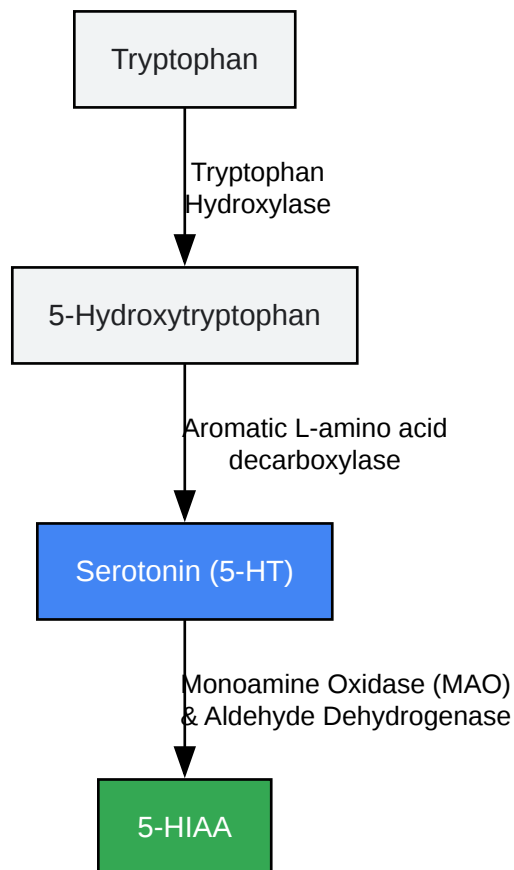 Tryptophan
Tryptophan
Hydroxylase
5-Hydroxytryptophan
Aromatic L-amino acid
decarboxylase
Serotonin (5-HT)
Monoamine Oxidase (MAO)
& Aldehyde Dehydrogenase
5-HIAA